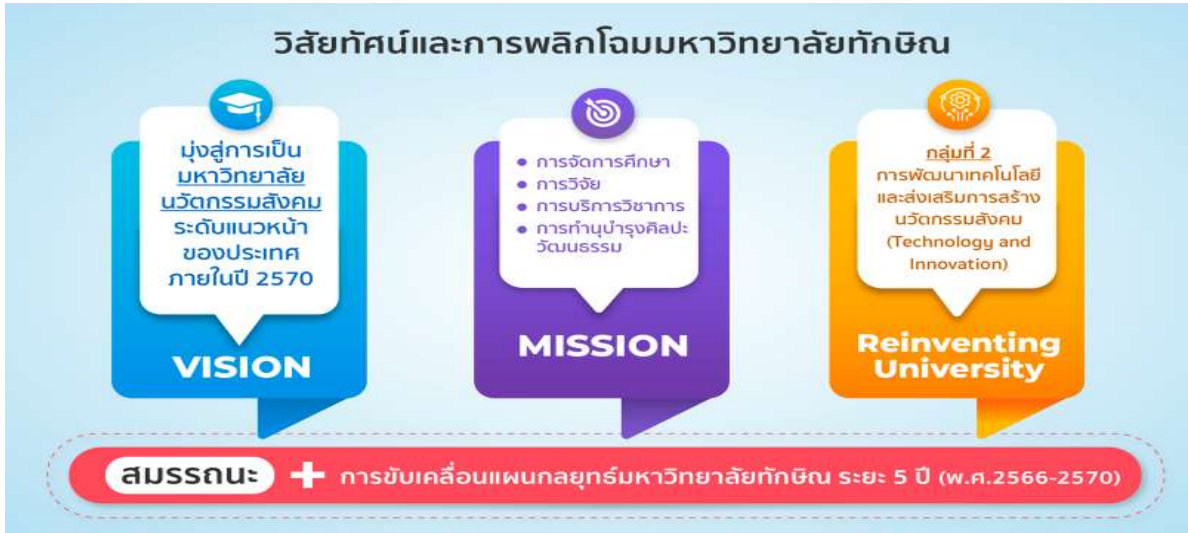 วิสัยทัศน์และการพลิกโฉมมหาวิทยาลัยทักษิณ
มุ่งสู่การเป็น
มหาวิทยาลัย
นวัตกรรมสังคม
ระดับแนวหน้า
ของประเทศ
ภายในปี 2570
VISION
• การจัดการศึกษา
• การวิจัย
• การบริการวิชาการ
• การทำนุบำรุงศิลปะ
วัฒนธรรม
MISSION
กลุ่มที่ 2
การพัฒนาเทคโนโลยี
และส่งเสริมการสร้าง
นวัตกรรมสังคม
(Technology and
Innovation)
Reinventing
University
สมรรถนะ + การขับเคลื่อนแผนกลยุทธ์มหาวิทยาลัยทักษิณ ระยะ 5 ปี (พ.ศ.2566-2570)